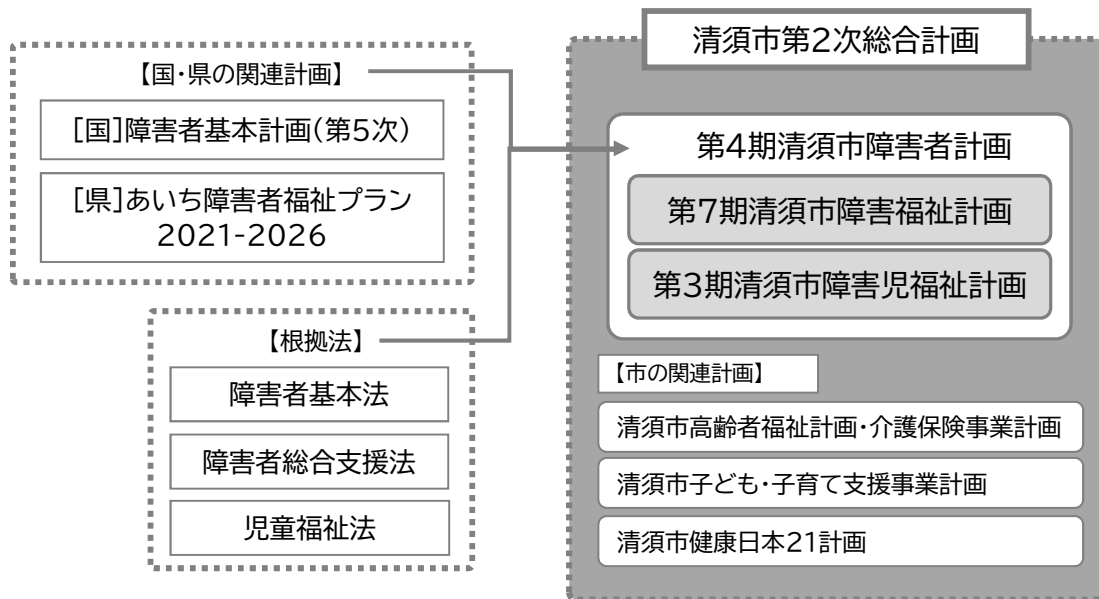 【国・県の関連計画】
[国]障害者基本計画(第5次)
[県]あいち障害者福祉プラン
2021-2026
【根拠法】
障害者基本法
障害者総合支援法
児童福祉法
清須市第2次総合計画
第4期清須市障害者計画
第7期清須市障害福祉計画
第3期清須市障害児福祉計画
【市の関連計画】
清須市高齢者福祉計画・介護保険事業計画
清須市子ども・子育て支援事業計画
清須市健康日本21計画